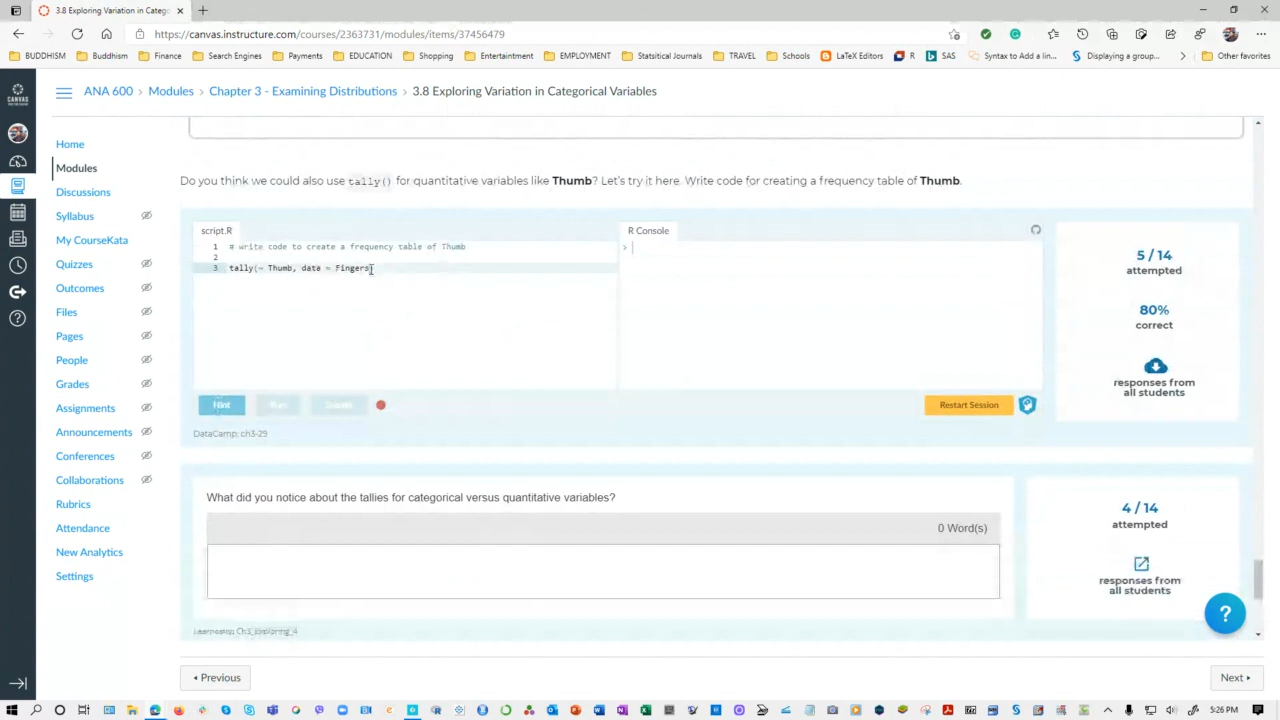 3.8 Exploring Variation in Catego
https://canvas.instructure.com/courses/2363731/modules/items/37456479
BUDDHISM Buddhism Finance Search Engines Payments EDUCATION Shopping Entertainment EMPLOYMENT Statsitical Journals TRAVEL Schools LaTeX Editors R SAS Syntax to Add a lin... Displaying a group... Other favorites
CANVAS
ANA 600 › Modules › Chapter 3 - Examining Distributions › 3.8 Exploring Variation in Categorical Variables
Home
Modules
Discussions
Syllabus
My CourseKata
Quizzes
Outcomes
Files
Pages
People
Grades
Assignments
Announcements
Conferences
Collaborations
Rubrics
Attendance
New Analytics
Settings
Do you think we could also use tally() for quantitative variables like Thumb? Let's try it here. Write code for creating a frequency table of Thumb.
script.R
1 # write code to create a frequency table of Thumb
2
3 tally(~ Thumb, data = Fingers
R Console
>
5 / 14
attempted
80%
correct
responses from
all students
Hint Run Submit
Restart Session
DataCamp: ch3-29
What did you notice about the tallies for categorical versus quantitative variables?
0 Word(s)
4 / 14
attempted
responses from
all students
Learnosity: Ch3_Exploring_4
?
Previous
Next
5:26 PM